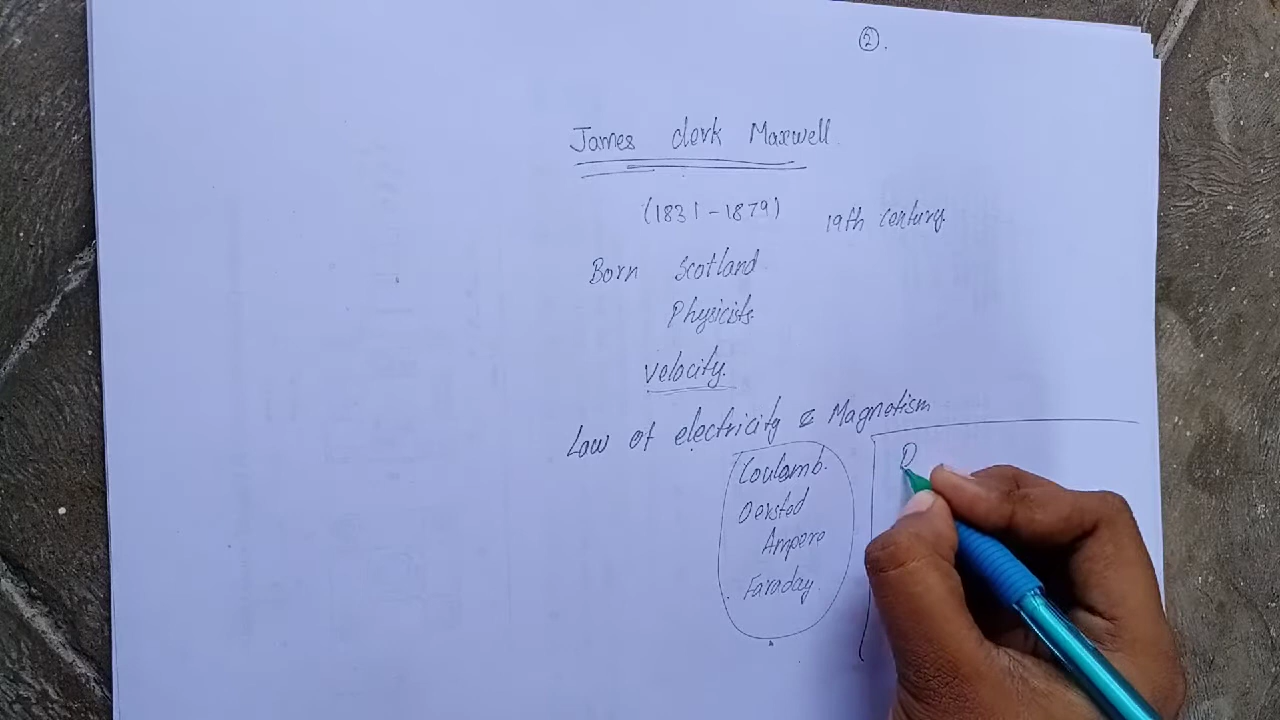 2.
James clerk Maxwell.
(1831-1879) 19th century.
Born Scotland
Physicists.
velocity.
Law of electricity & Magnetism
Coulomb.
Oersted
Ampere
Faraday.